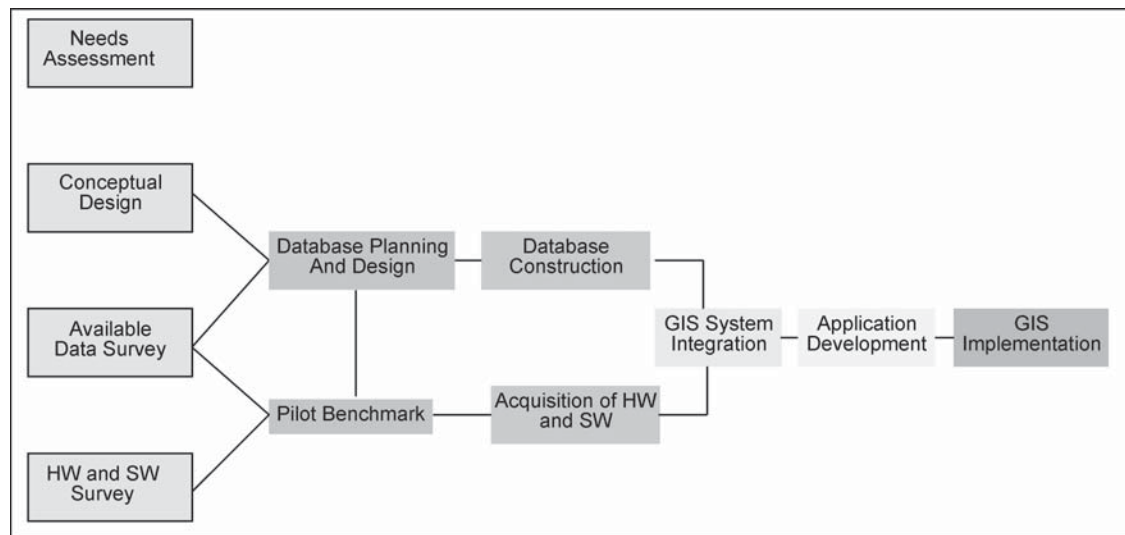 Needs
Assessment
Conceptual
Design
Available
Data Survey
HW and SW
Survey
Database Planning
And Design
Pilot Benchmark
Database
Construction
Acquisition of HW
and SW
GIS System
Integration
Application
Development
GIS
Implementation